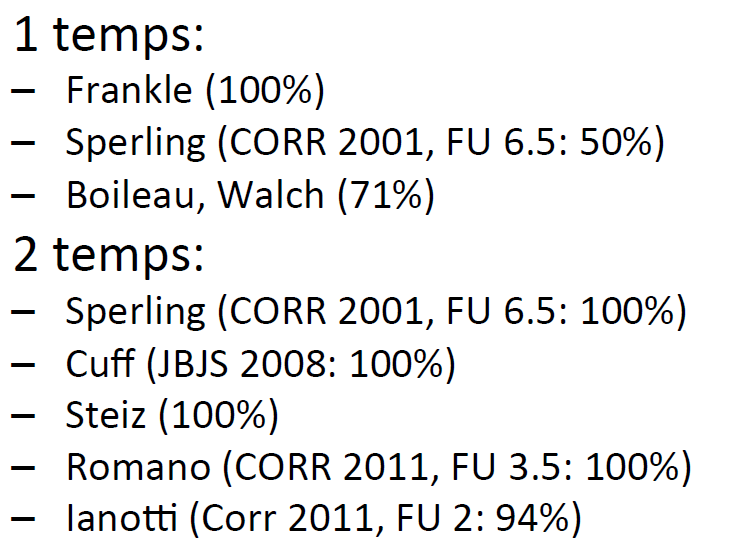 1 temps:
– Frankle (100%)
– Sperling (CORR 2001, FU 6.5: 50%)
– Boileau, Walch (71%)
2 temps:
– Sperling (CORR 2001, FU 6.5: 100%)
– Cuff (JBJS 2008: 100%)
– Steiz (100%)
– Romano (CORR 2011, FU 3.5: 100%)
– Ianotti (Corr 2011, FU 2: 94%)